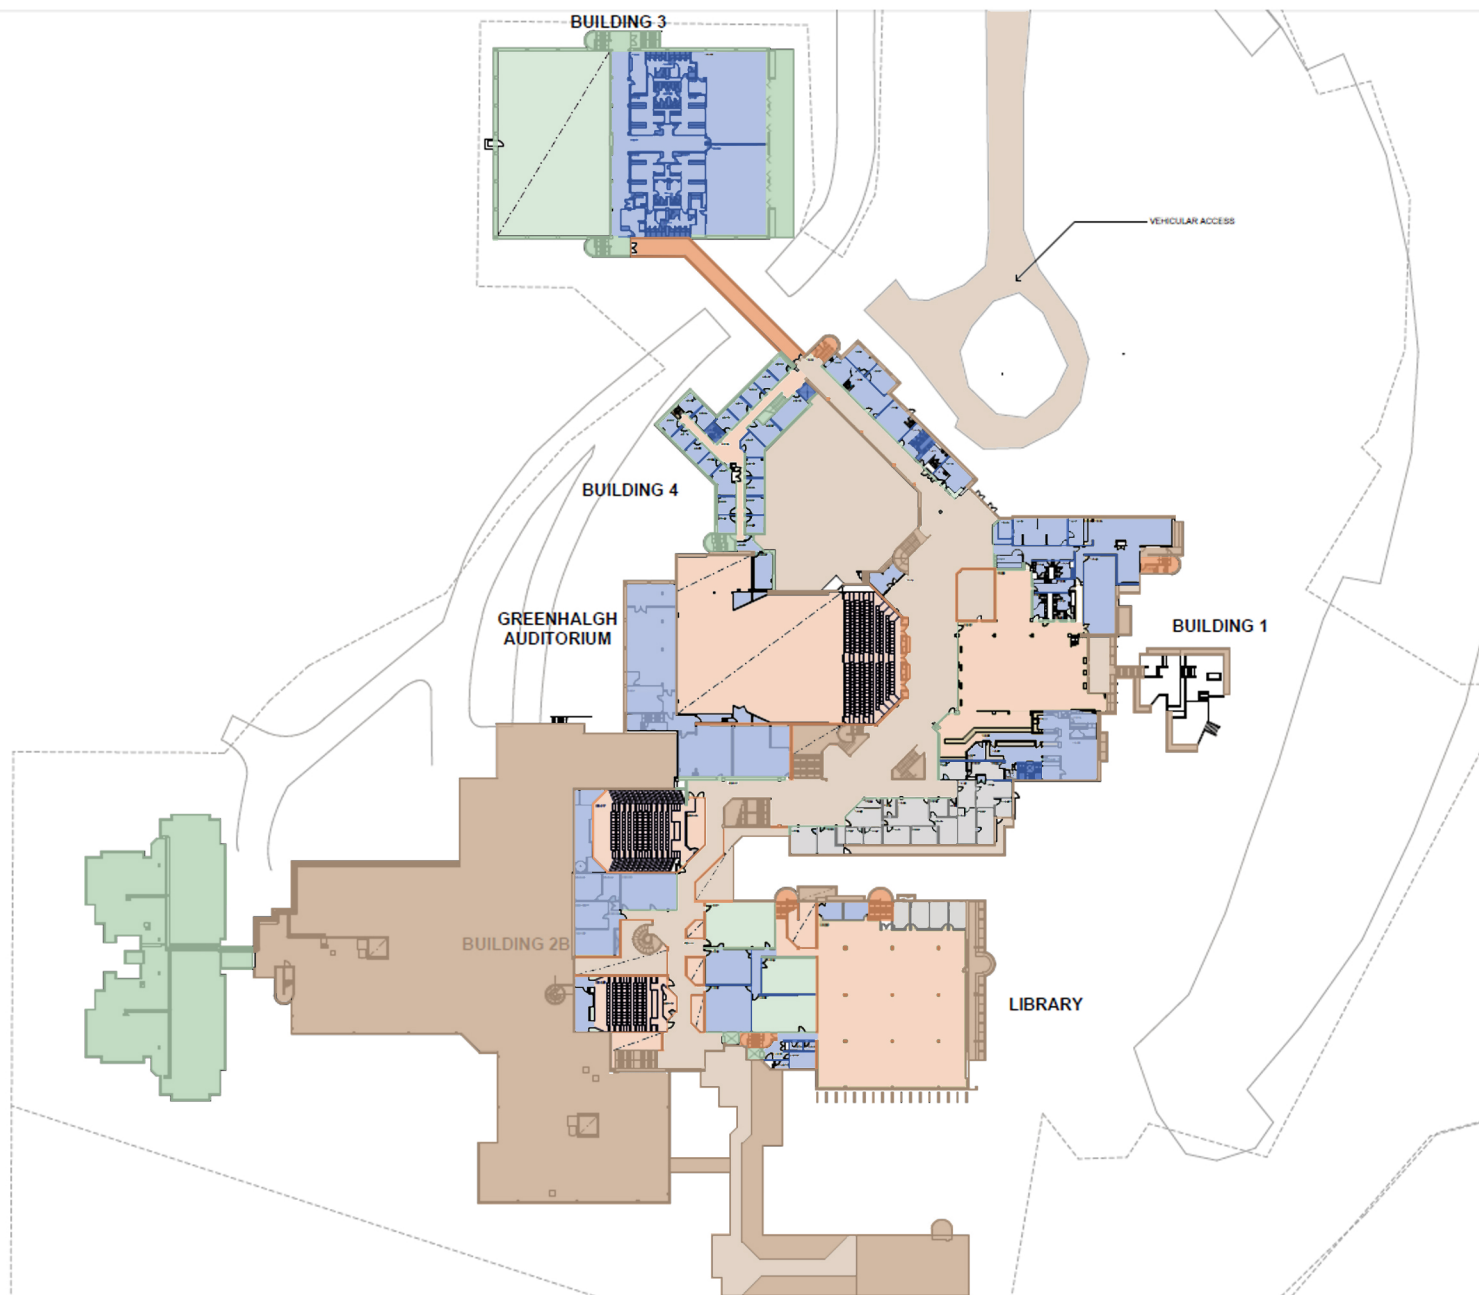 BUILDING 3
VEHICULAR ACCESS
BUILDING 4
GREENHALGH
AUDITORIUM
BUILDING 1
BUILDING 2B
LIBRARY